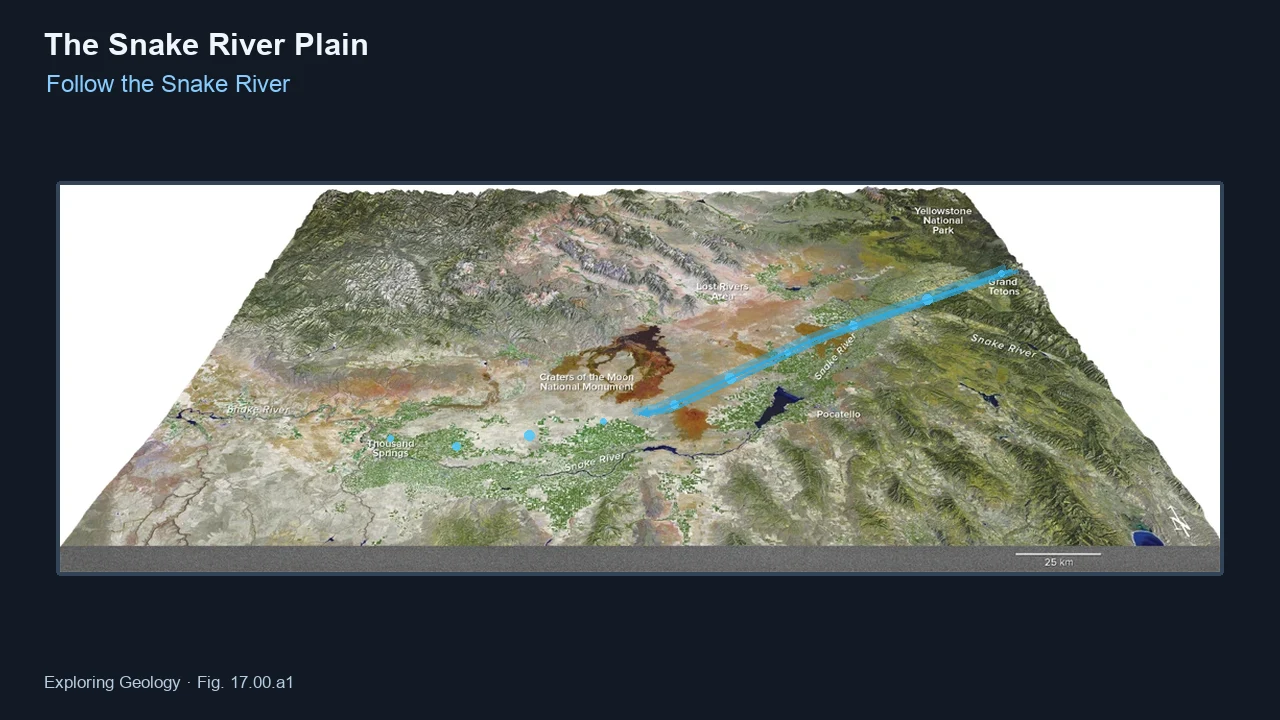 The Snake River Plain
Follow the Snake River
Yellowstone
National
Park
Grand
Tetons
Lost Rivers
Area
Snake River
Snake River
Craters of the Moon
National Monument
Snake River
Pocatello
Thousand
Springs
Snake River
N
25 km
Exploring Geology · Fig. 17.00.a1